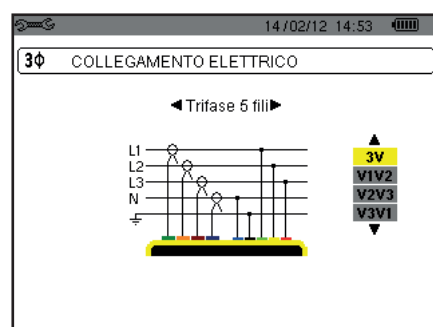 14/02/12 14:53
3Φ COLLEGAMENTO ELETTRICO
◄Trifase 5 fili►
L1
L2
L3
N
3V
V1V2
V2V3
V3V1